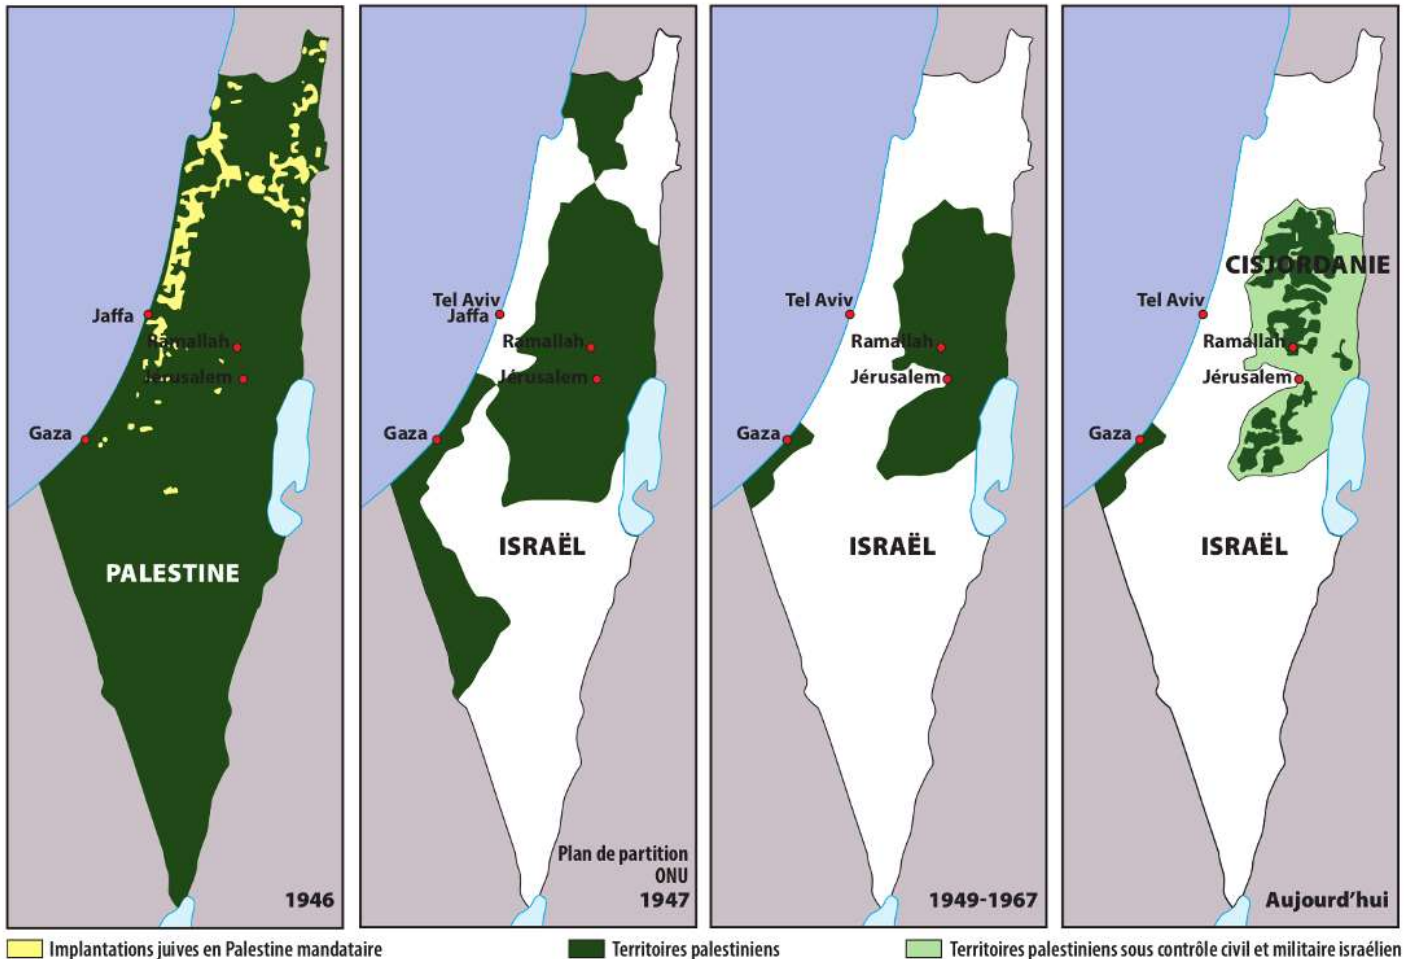 Jaffa
Ramallah
Jérusalem
Gaza
PALESTINE
1946
Tel Aviv
Jaffa
Ramallah
Jérusalem
Gaza
ISRAËL
Plan de partition
ONU
1947
Tel Aviv
Ramallah
Jérusalem
Gaza
ISRAËL
1949-1967
CISJORDANIE
Tel Aviv
Ramallah
Jérusalem
Gaza
ISRAËL
Aujourd'hui
Implantations juives en Palestine mandataire
Territoires palestiniens
Territoires palestiniens sous contrôle civil et militaire israélien